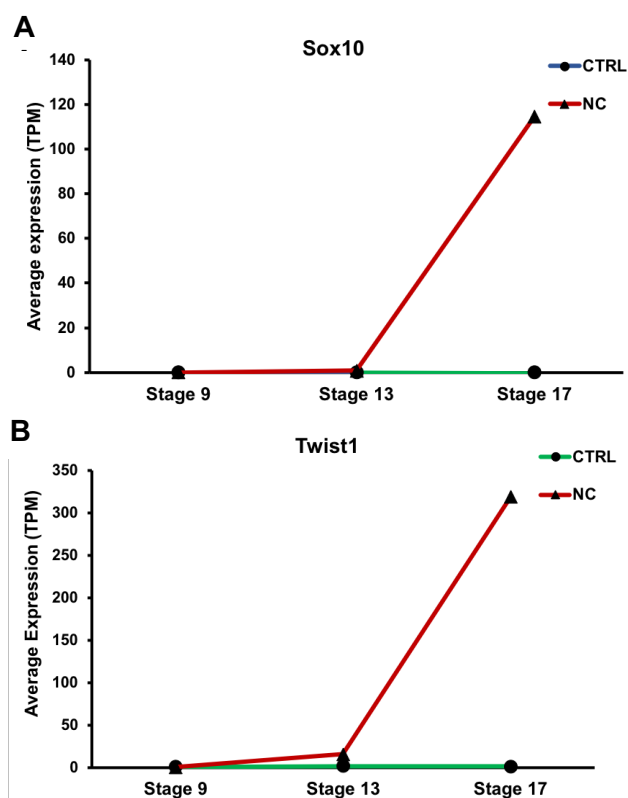 A
Sox10
CTRL
NC
Average expression (TPM)
140
120
100
80
60
40
20
0
Stage 9 Stage 13 Stage 17
B
Twist1
CTRL
NC
Average Expression (TPM)
350
300
250
200
150
100
50
0
Stage 9 Stage 13 Stage 17